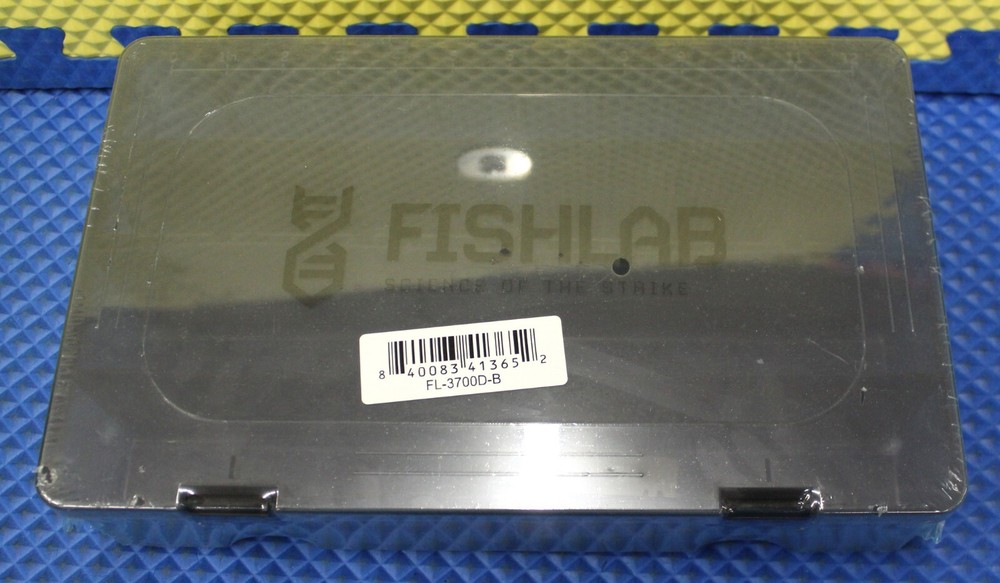 FISHLAB
SCIENCE OF THE STRIKE
8 40083 41365 2
FL-3700D-B